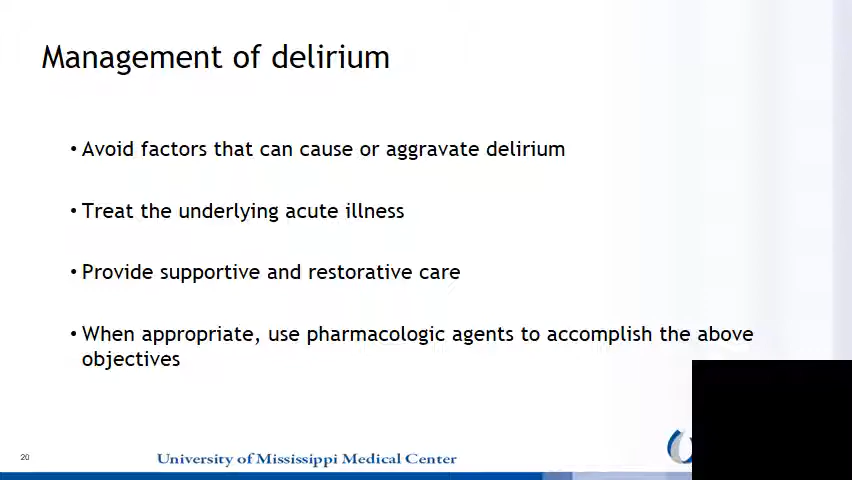 Management of delirium
• Avoid factors that can cause or aggravate delirium
• Treat the underlying acute illness
• Provide supportive and restorative care
• When appropriate, use pharmacologic agents to accomplish the above
objectives
20
University of Mississippi Medical Center